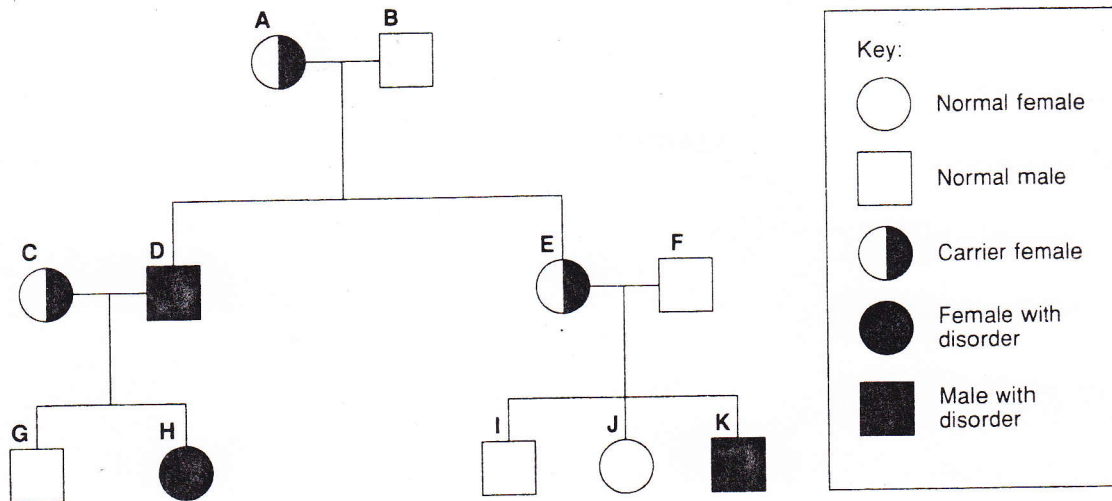 A
B
C
D
E
F
G
H
I
J
K
Key:
Normal female
Normal male
Carrier female
Female with
disorder
Male with
disorder